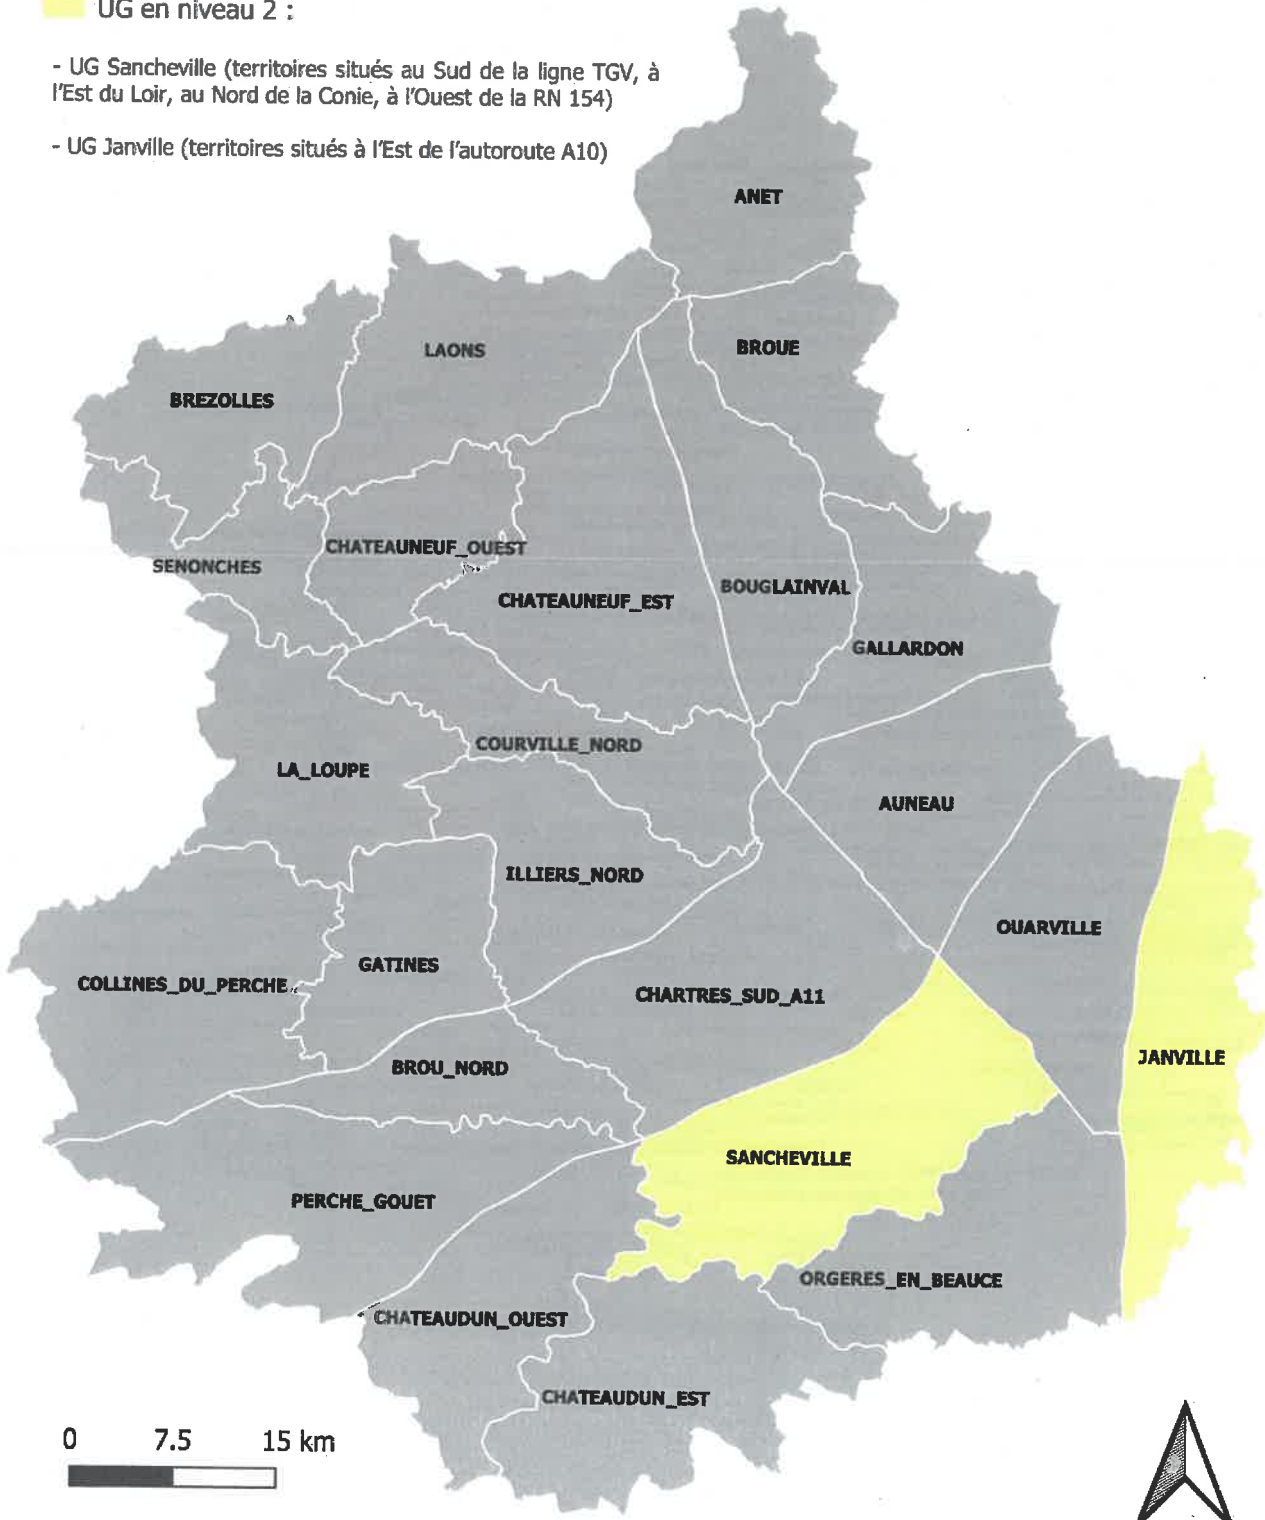 UG en niveau 2 :
- UG Sancheville (territoires situés au Sud de la ligne TGV, à
l'Est du Loir, au Nord de la Conie, à l'Ouest de la RN 154)
- UG Janville (territoires situés à l'Est de l'autoroute A10)
ANET
BROUE
LAONS
BREZOLLES
CHATEAUNEUF_OUEST
SENONCHES
BOUGLAINVAL
CHATEAUNEUF_EST
GALLARDON
COURVILLE_NORD
LA_LOUPE
AUNEAU
ILLIERS_NORD
OUARVILLE
GATINES
COLLINES_DU_PERCHE
CHARTRES_SUD_A11
JANVILLE
BROU_NORD
SANCHEVILLE
PERCHE_GOUET
ORGERES_EN_BEAUCE
CHATEAUDUN_OUEST
CHATEAUDUN_EST
0 7.5 15 km